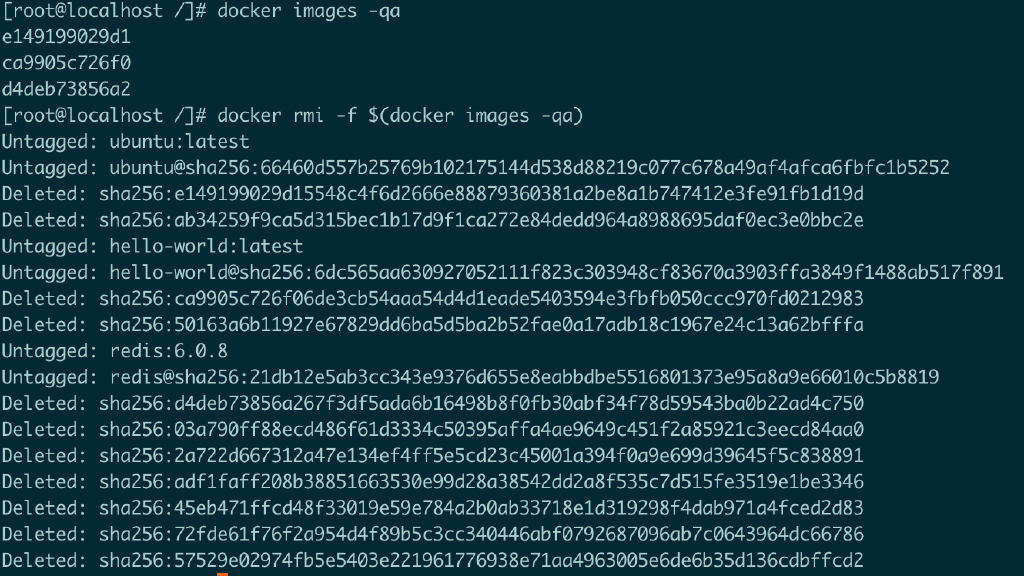 [root@localhost /]# docker images -qa
e149199029d1
ca9905c726f0
d4deb73856a2
[root@localhost /]# docker rmi -f $(docker images -qa)
Untagged: ubuntu:latest
Untagged: ubuntu@sha256:66460d557b25769b102175144d538d88219c077c678a49af4afca6fbfc1b5252
Deleted: sha256:e149199029d15548c4f6d2666e88879360381a2be8a1b747412e3fe91fb1d19d
Deleted: sha256:ab34259f9ca5d315bec1b17d9f1ca272e84dedd964a8988695daf0ec3e0bbc2e
Untagged: hello-world:latest
Untagged: hello-world@sha256:6dc565aa630927052111f823c303948cf83670a3903ffa3849f1488ab517f891
Deleted: sha256:ca9905c726f06de3cb54aaa54d4d1eade5403594e3fbfb050ccc970fd0212983
Deleted: sha256:50163a6b11927e67829dd6ba5d5ba2b52fae0a17adb18c1967e24c13a62bfffa
Untagged: redis:6.0.8
Untagged: redis@sha256:21db12e5ab3cc343e9376d655e8eabbdbe5516801373e95a8a9e66010c5b8819
Deleted: sha256:d4deb73856a267f3df5ada6b16498b8f0fb30abf34f78d59543ba0b22ad4c750
Deleted: sha256:03a790ff88ecd486f61d3334c50395affa4ae9649c451f2a85921c3eecd84aa0
Deleted: sha256:2a722d667312a47e134ef4ff5e5cd23c45001a394f0a9e699d39645f5c838891
Deleted: sha256:adf1faff208b38851663530e99d28a38542dd2a8f535c7d515fe3519e1be3346
Deleted: sha256:45eb471ffcd48f33019e59e784a2b0ab33718e1d319298f4dab971a4fced2d83
Deleted: sha256:72fde61f76f2a954d4f89b5c3cc340446abf0792687096ab7c0643964dc66786
Deleted: sha256:57529e02974fb5e5403e221961776938e71aa4963005e6de6b35d136cdbffcd2